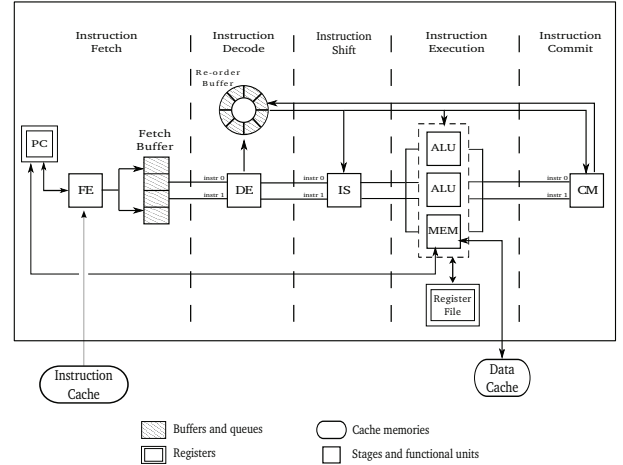 Instruction
Fetch
Instruction
Decode
Instruction
Shift
Instruction
Execution
Instruction
Commit
Re-order
Buffer
Fetch
Buffer
PC
FE
instr 0
instr 1
DE
instr 0
instr 1
IS
ALU
ALU
MEM
instr 0
instr 1
CM
Register
File
Instruction
Cache
Data
Cache
Buffers and queues
Cache memories
Registers
Stages and functional units